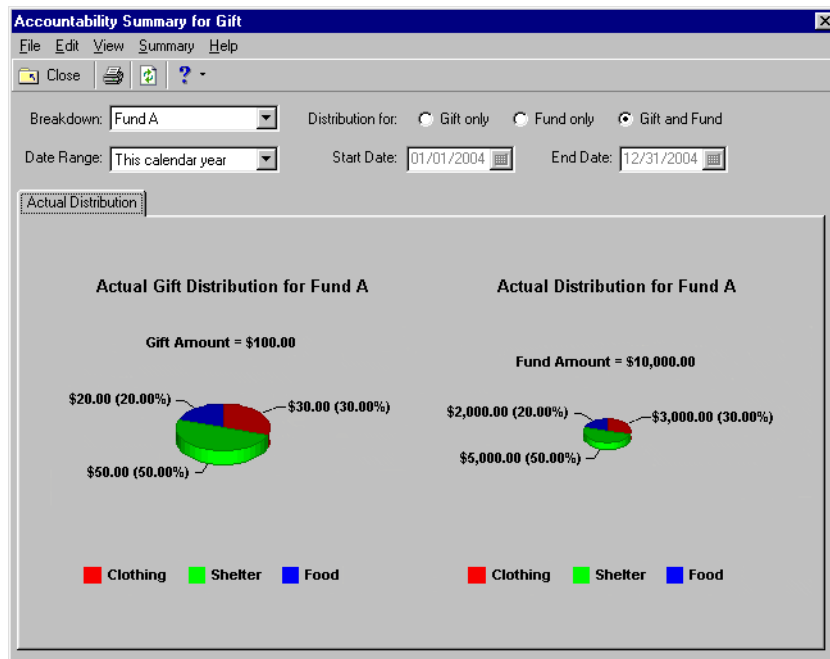 Accountability Summary for Gift
File Edit View Summary Help
Close ?
Breakdown: Fund A Distribution for: Gift only Fund only Gift and Fund
Date Range: This calendar year Start Date: 01/01/2004 End Date: 12/31/2004
Actual Distribution
Actual Gift Distribution for Fund A
Gift Amount = $100.00
$20.00 (20.00%)
$30.00 (30.00%)
$50.00 (50.00%)
Clothing Shelter Food
Actual Distribution for Fund A
Fund Amount = $10,000.00
$2,000.00 (20.00%)
$3,000.00 (30.00%)
$5,000.00 (50.00%)
Clothing Shelter Food